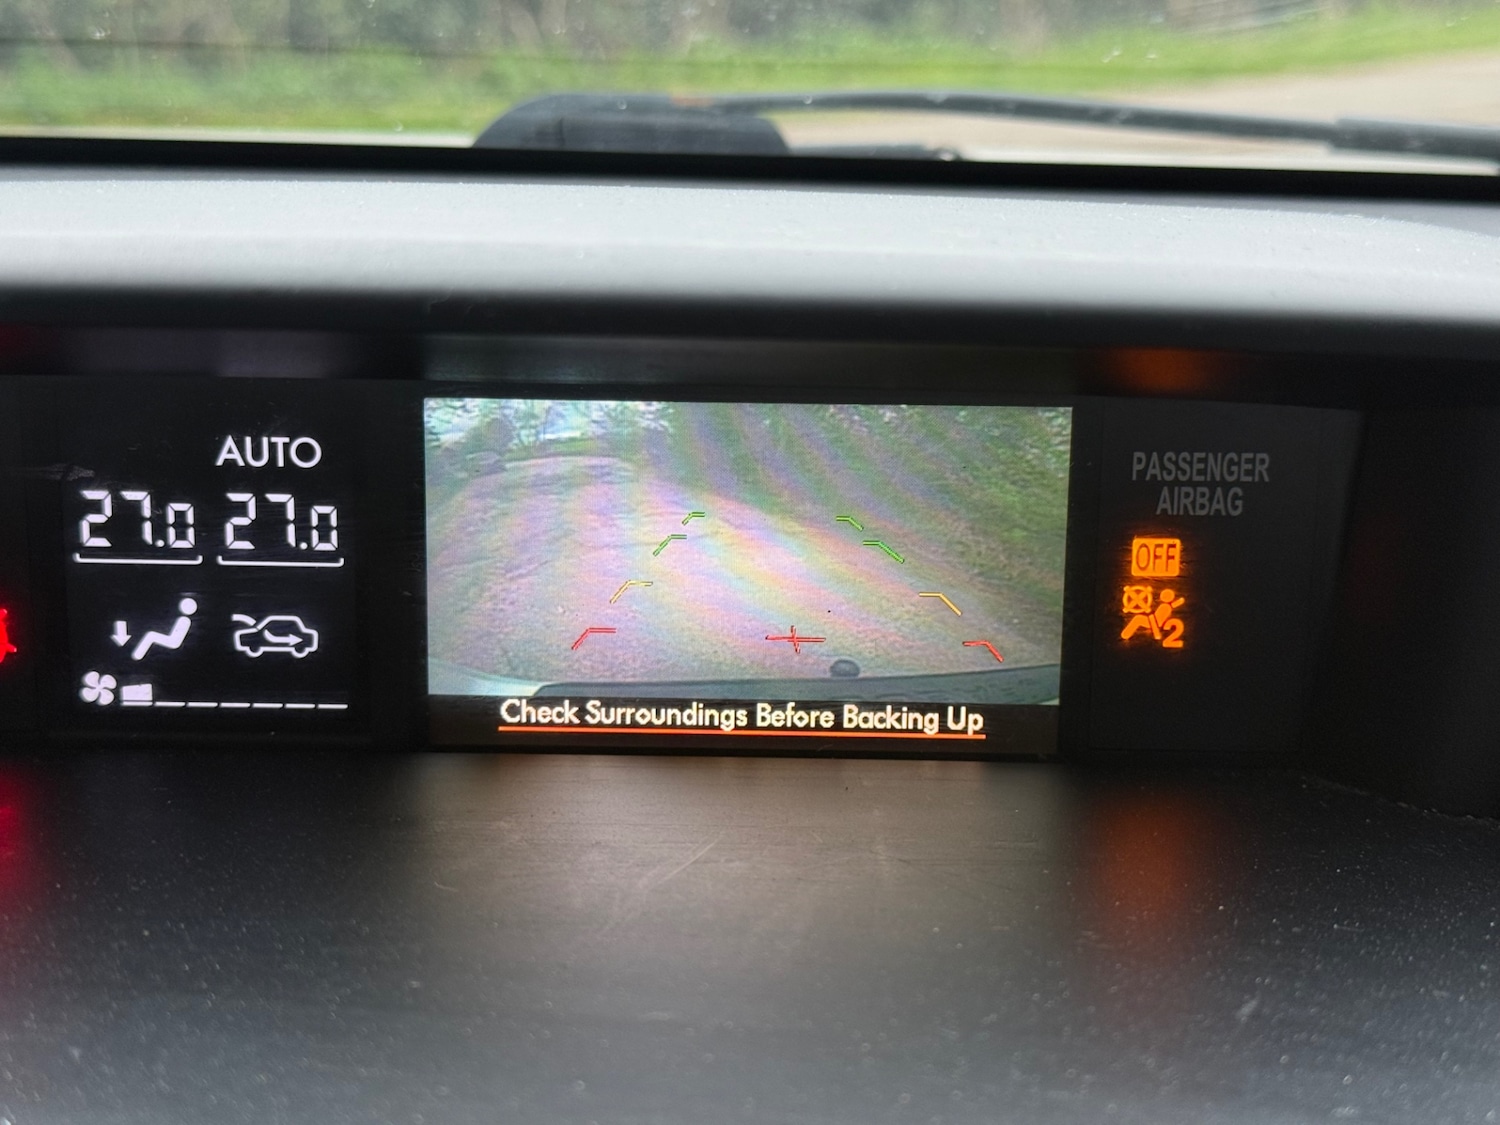 AUTO
27.0 27.0
Check Surroundings Before Backing Up
PASSENGER
AIRBAG
OFF
2